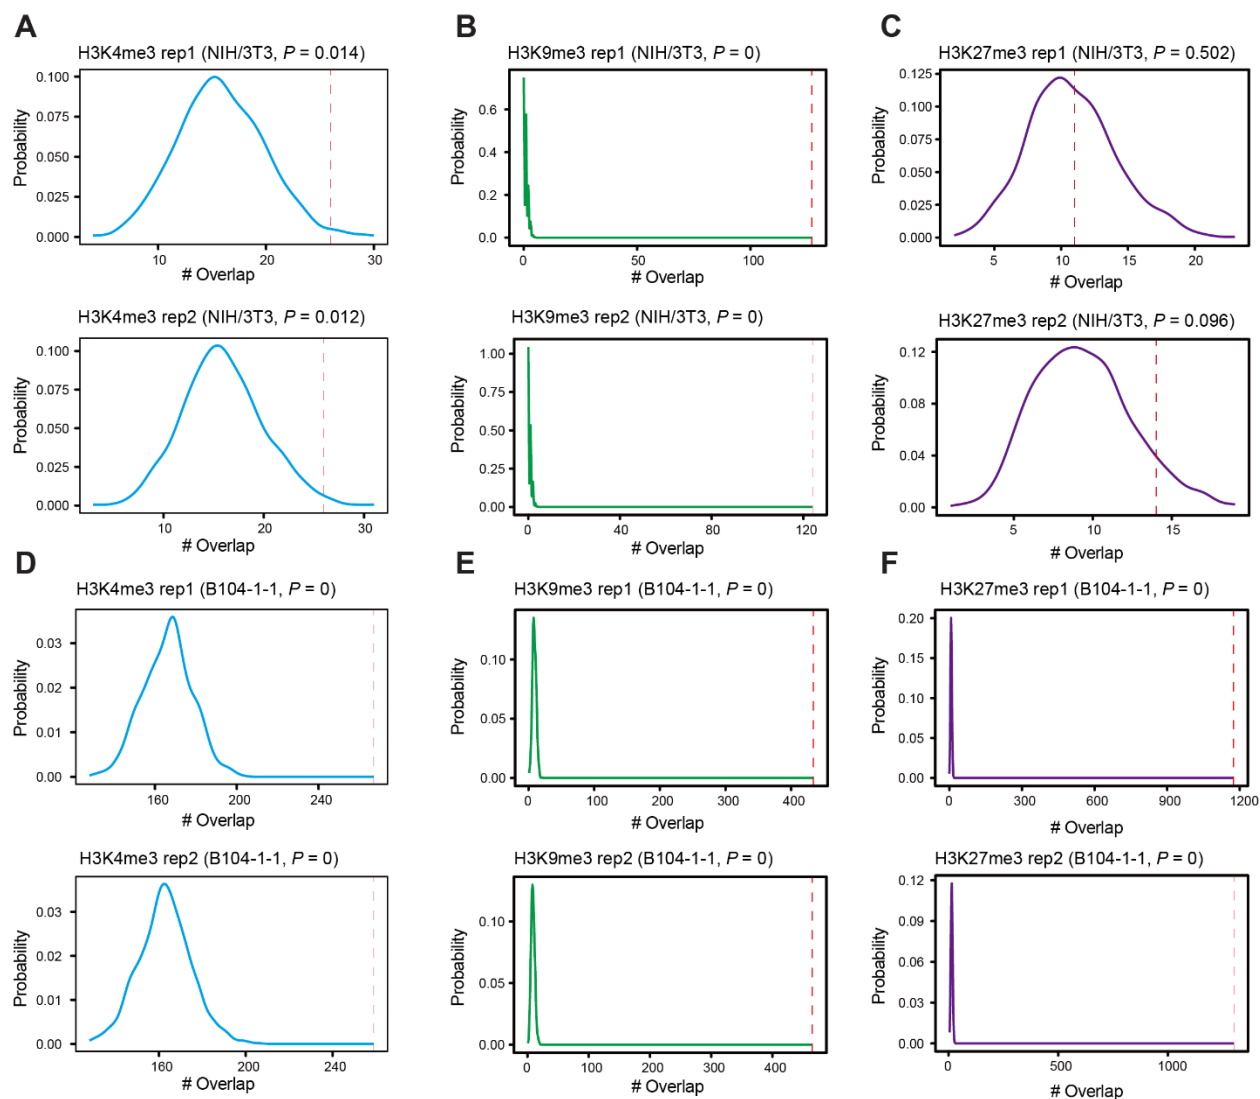 A
H3K4me3 rep1 (NIH/3T3, P = 0.014)
Probability
0.100
0.075
0.050
0.025
0.000
10 20 30
# Overlap
H3K4me3 rep2 (NIH/3T3, P = 0.012)
Probability
0.100
0.075
0.050
0.025
0.000
10 20 30
# Overlap
B
H3K9me3 rep1 (NIH/3T3, P = 0)
Probability
0.6
0.4
0.2
0.0
0 50 100
# Overlap
H3K9me3 rep2 (NIH/3T3, P = 0)
Probability
1.00
0.75
0.50
0.25
0.00
0 40 80 120
# Overlap
C
H3K27me3 rep1 (NIH/3T3, P = 0.502)
Probability
0.125
0.100
0.075
0.050
0.025
0.000
5 10 15 20
# Overlap
H3K27me3 rep2 (NIH/3T3, P = 0.096)
Probability
0.12
0.08
0.04
0.00
5 10 15
# Overlap
D
H3K4me3 rep1 (B104-1-1, P = 0)
Probability
0.03
0.02
0.01
0.00
160 200 240
# Overlap
H3K4me3 rep2 (B104-1-1, P = 0)
Probability
0.03
0.02
0.01
0.00
160 200 240
# Overlap
E
H3K9me3 rep1 (B104-1-1, P = 0)
Probability
0.10
0.05
0.00
0 100 200 300 400
# Overlap
H3K9me3 rep2 (B104-1-1, P = 0)
Probability
0.10
0.05
0.00
0 100 200 300 400
# Overlap
F
H3K27me3 rep1 (B104-1-1, P = 0)
Probability
0.20
0.15
0.10
0.05
0.00
0 300 600 900 1200
# Overlap
H3K27me3 rep2 (B104-1-1, P = 0)
Probability
0.12
0.09
0.06
0.03
0.00
0 500 1000
# Overlap